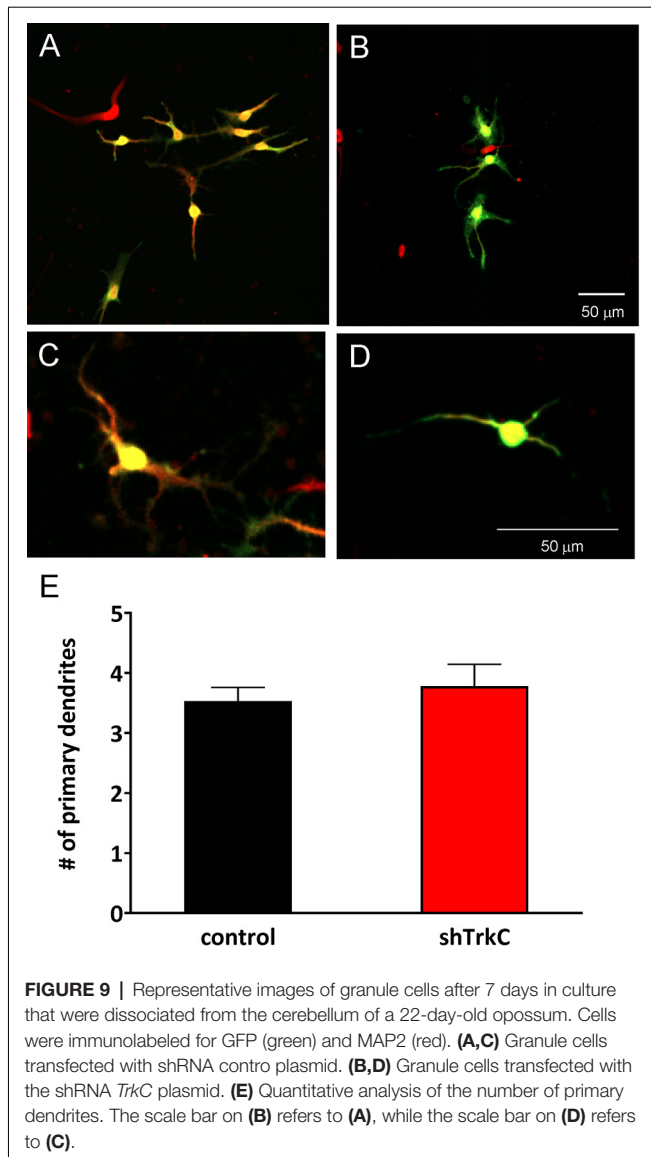 A
B
50 μm
C
D
50 μm
E
# of primary dendrites
5
4
3
2
1
0
control
shTrkC
FIGURE 9 | Representative images of granule cells after 7 days in culture
that were dissociated from the cerebellum of a 22-day-old opossum. Cells
were immunolabeled for GFP (green) and MAP2 (red). (A,C) Granule cells
transfected with shRNA contro plasmid. (B,D) Granule cells transfected with
the shRNA TrkC plasmid. (E) Quantitative analysis of the number of primary
dendrites. The scale bar on (B) refers to (A), while the scale bar on (D) refers
to (C).